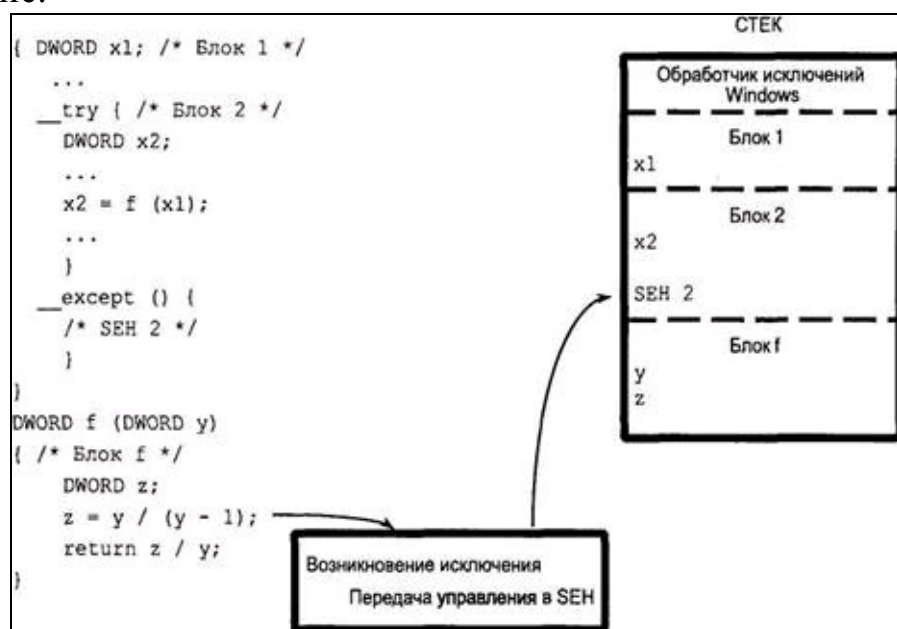 не.
{ DWORD x1; /* Блок 1 */
...
__try { /* Блок 2 */
DWORD x2;
...
x2 = f (x1);
...
}
__except () {
/* SEH 2 */
}
}
DWORD f (DWORD y)
{ /* Блок f */
DWORD z;
z = y / (y - 1);
return z / y;
}
Возникновение исключения
Передача управления в SEH
СТЕК
Обработчик исключений
Windows
Блок 1
x1
Блок 2
x2
SEH 2
Блок f
y
z